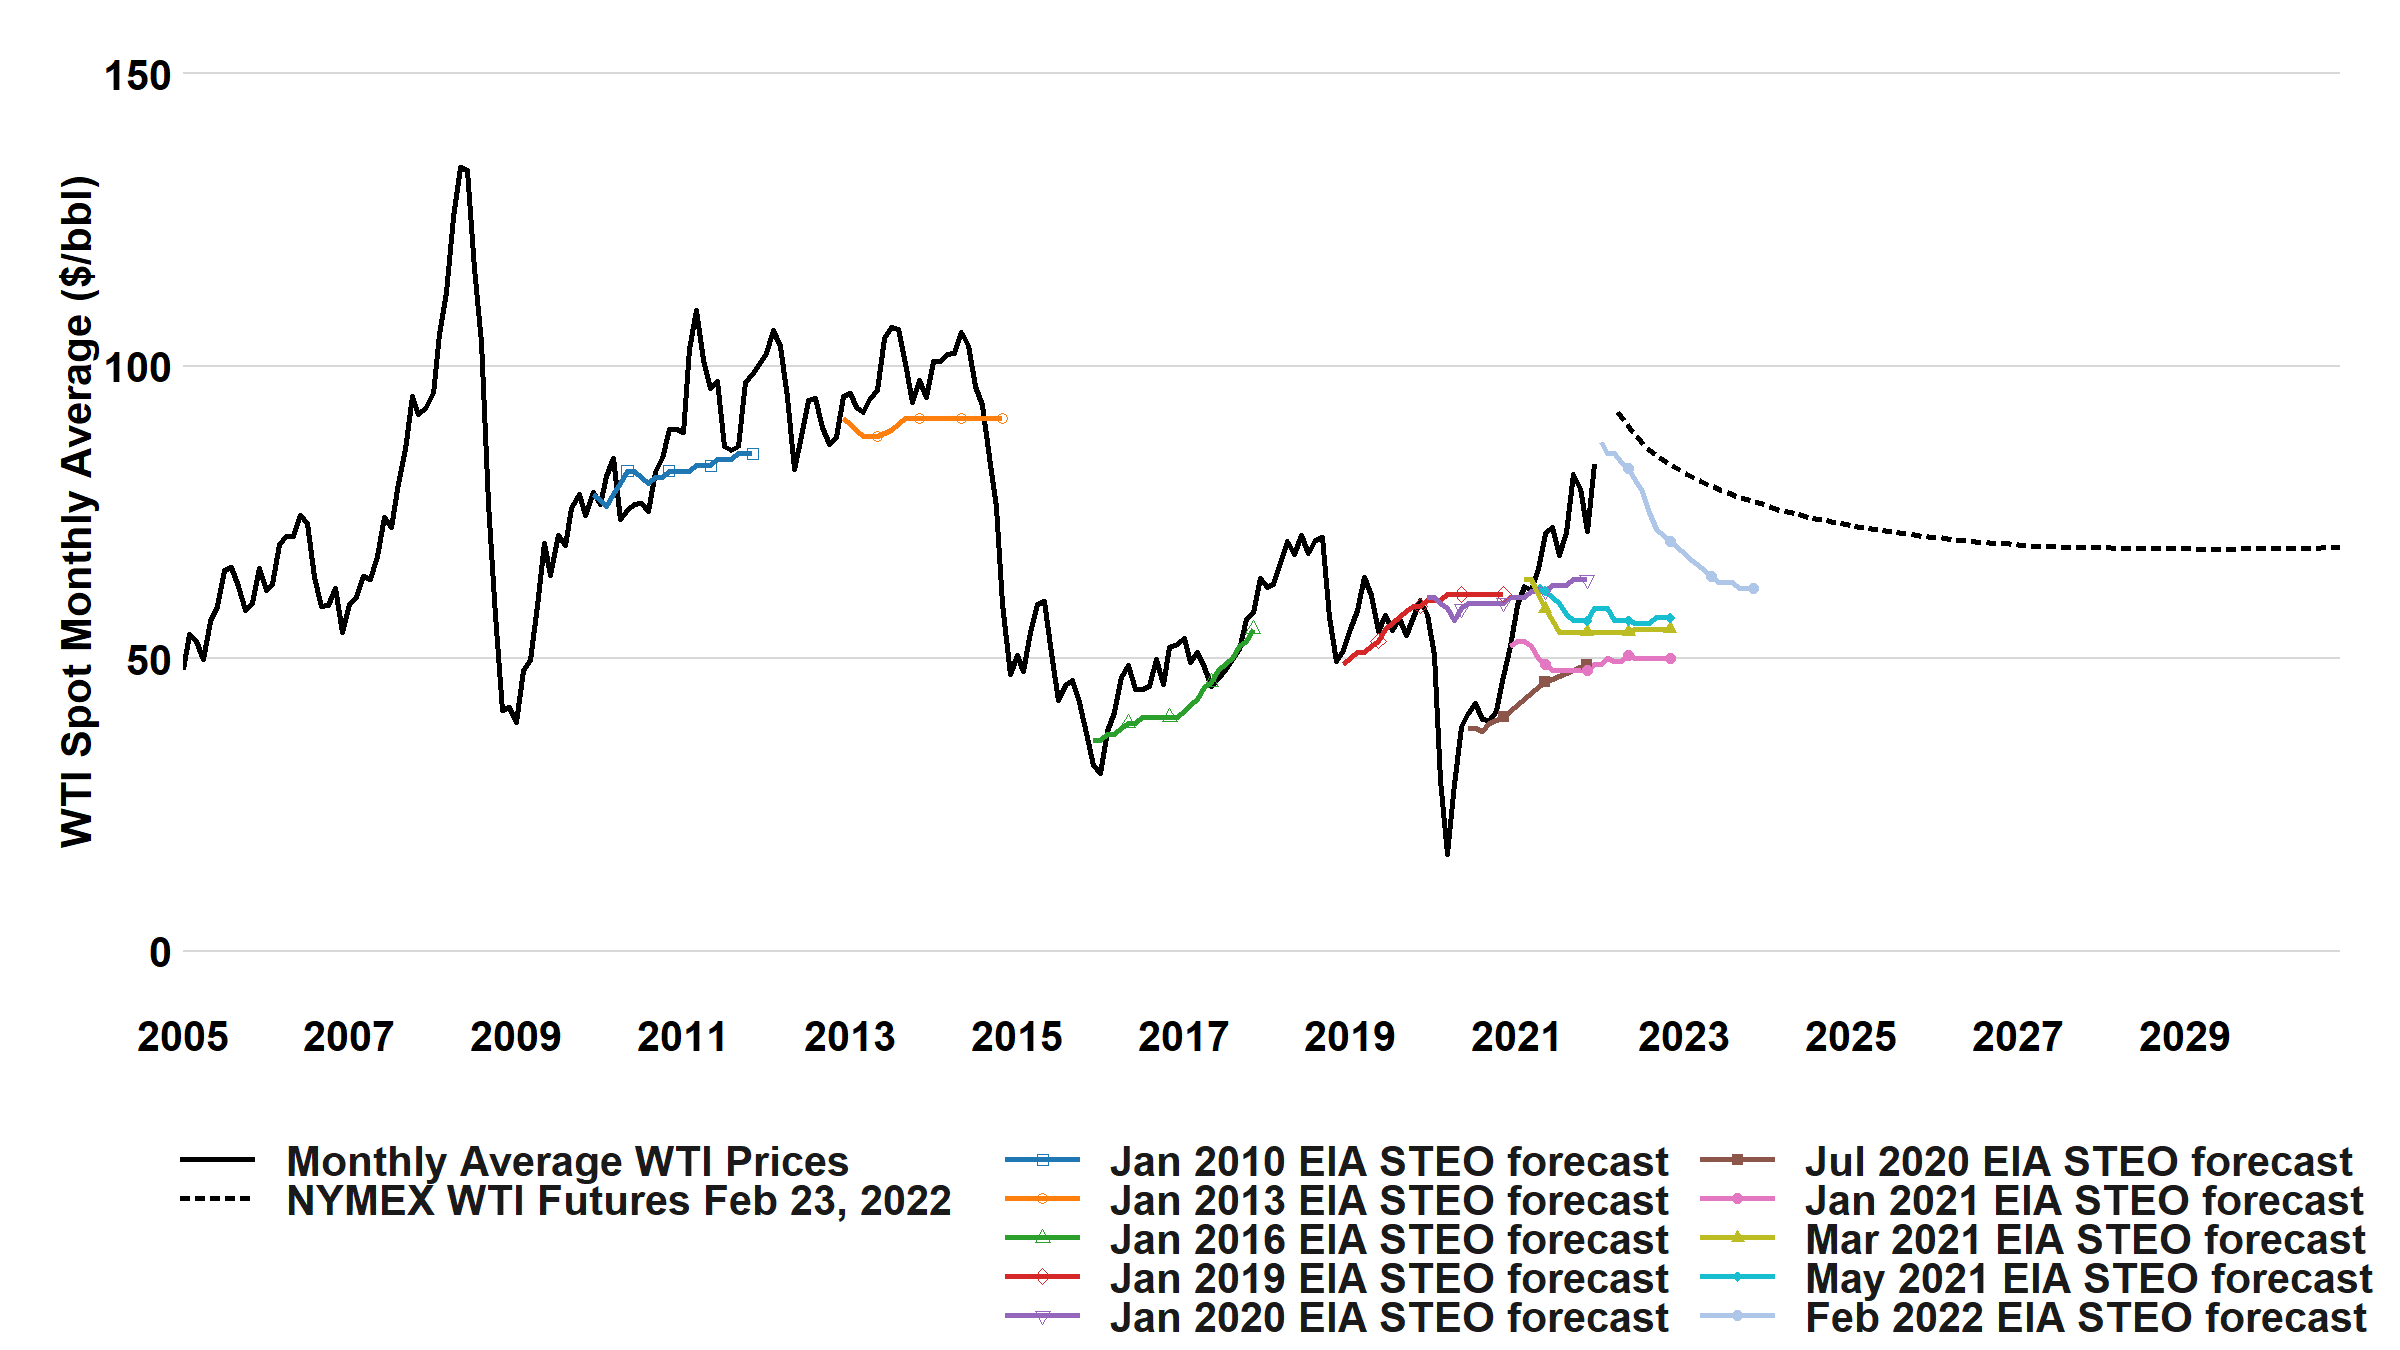 WTI Spot Monthly Average ($/bbl)
150
100
50
0
2005 2007 2009 2011 2013 2015 2017 2019 2021 2023 2025 2027 2029
Monthly Average WTI Prices
NYMEX WTI Futures Feb 23, 2022
Jan 2010 EIA STEO forecast
Jan 2013 EIA STEO forecast
Jan 2016 EIA STEO forecast
Jan 2019 EIA STEO forecast
Jan 2020 EIA STEO forecast
Jul 2020 EIA STEO forecast
Jan 2021 EIA STEO forecast
Mar 2021 EIA STEO forecast
May 2021 EIA STEO forecast
Feb 2022 EIA STEO forecast